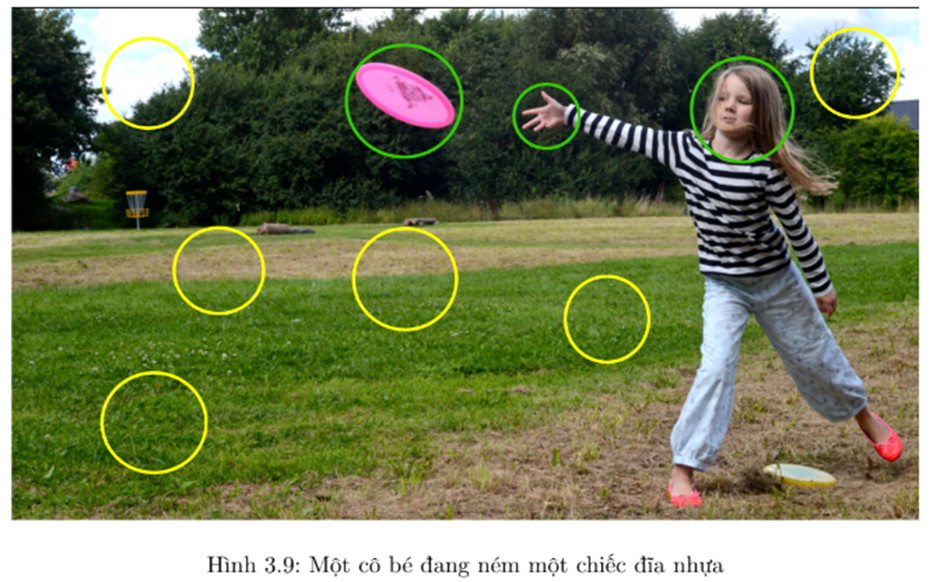 Hình 3.9: Một cô bé đang ném một chiếc đĩa nhựa